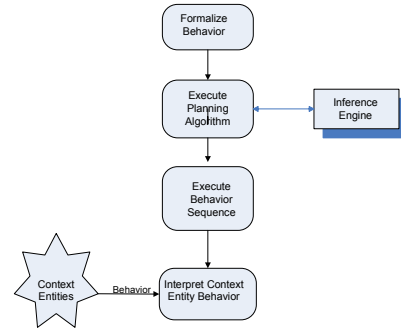 Formalize
Behavior
Execute
Planning
Algorithm
Inference
Engine
Execute
Behavior
Sequence
Context
Entities
Behavior
Interpret Context
Entity Behavior